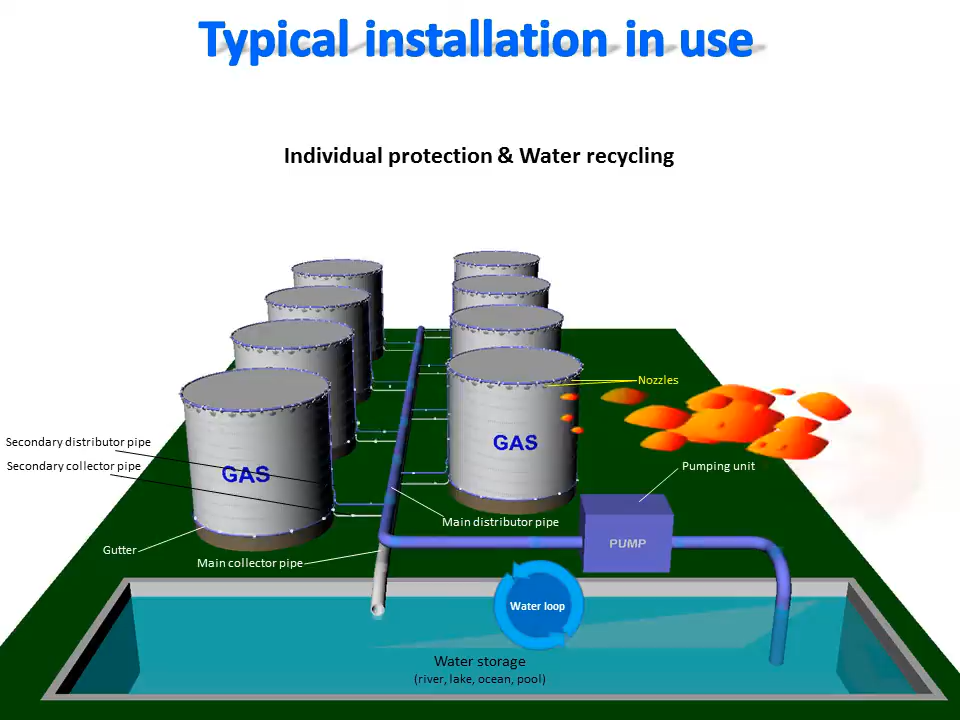 Typical installation in use
Individual protection & Water recycling
Nozzles
Secondary distributor pipe
GAS
Secondary collector pipe
Pumping unit
GAS
Main distributor pipe
PUMP
Gutter
Main collector pipe
Water loop
Water storage
(river, lake, ocean, pool)